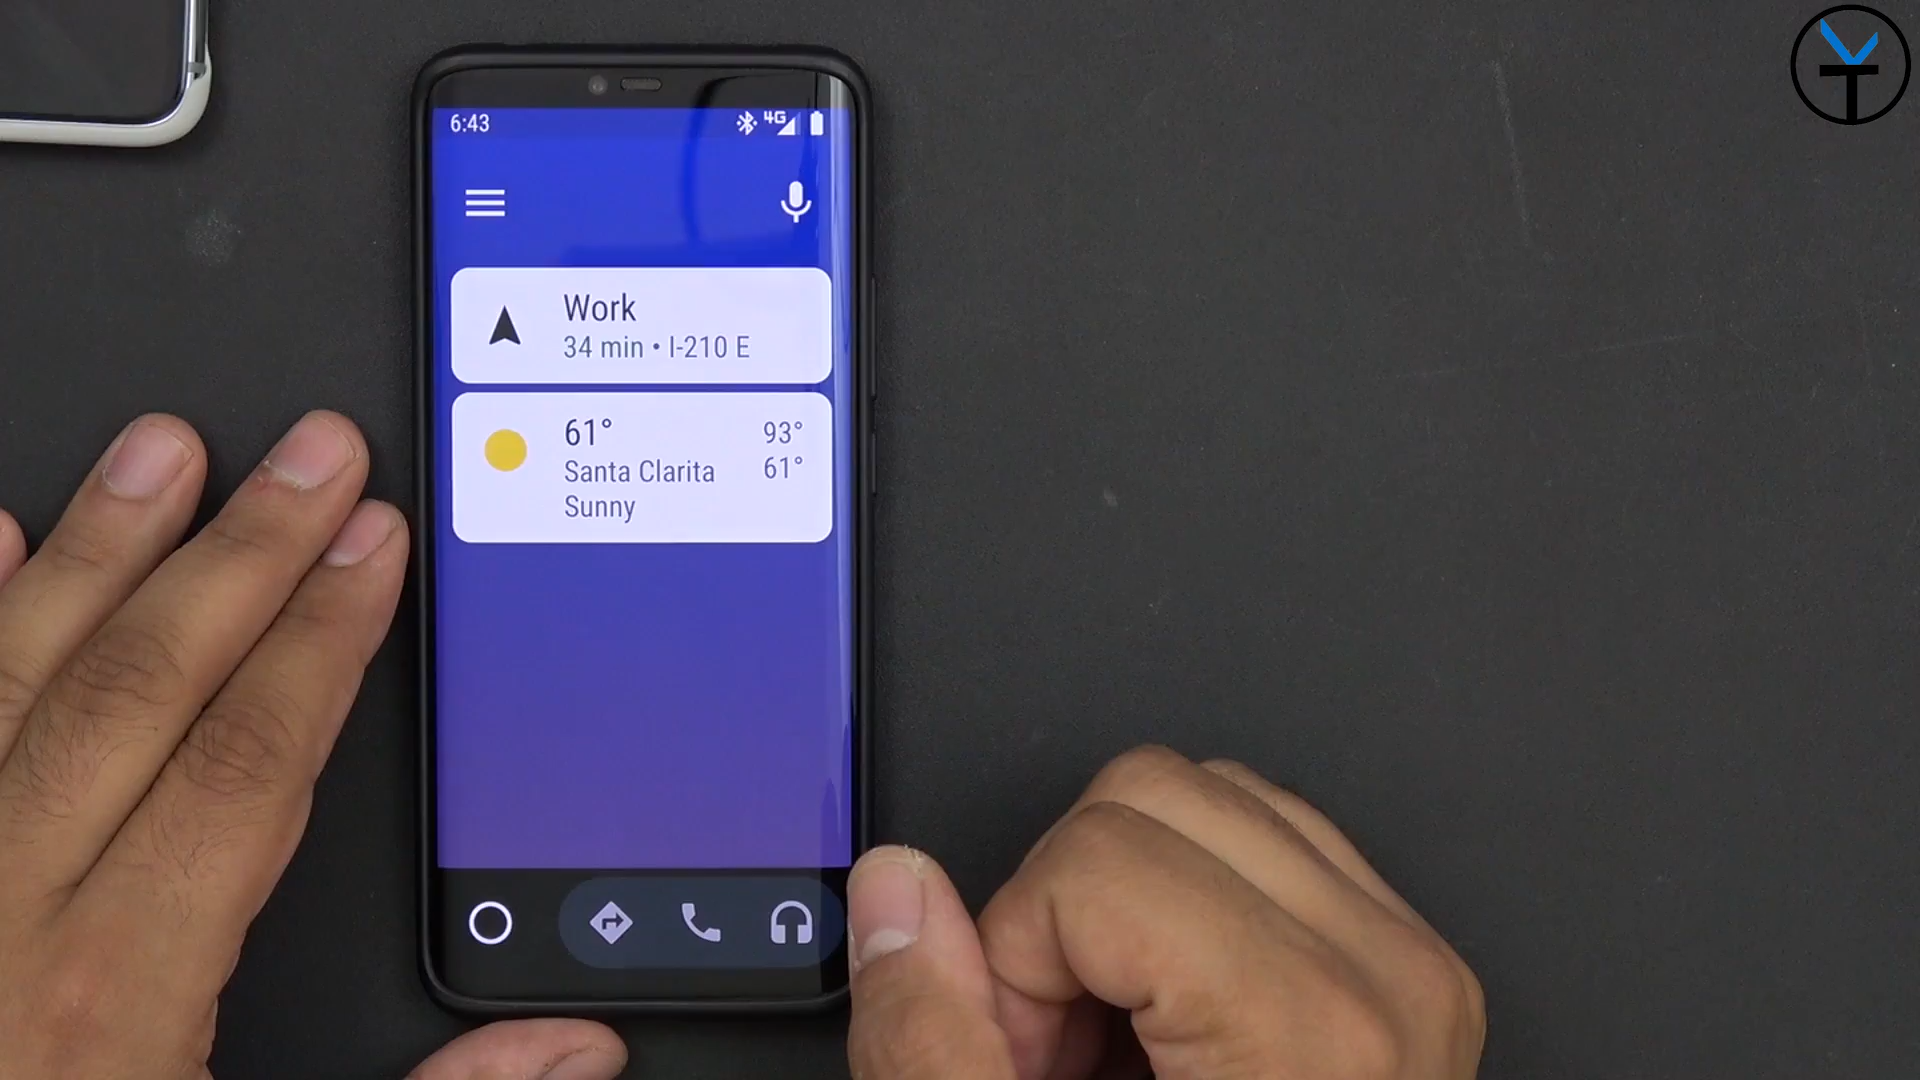 6:43
4G
Work
34 min • I-210 E
61° 93°
Santa Clarita 61°
Sunny